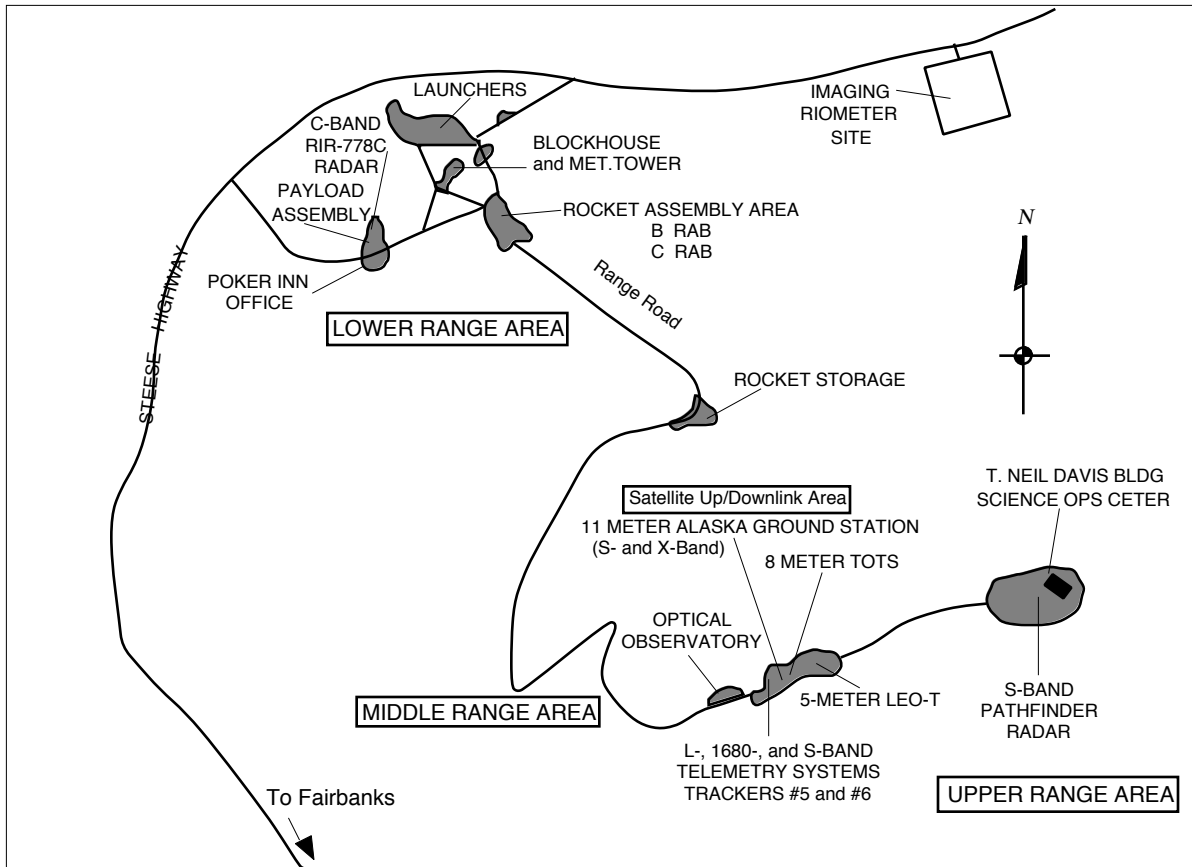 LAUNCHERS
C-BAND
RIR-778C
RADAR
PAYLOAD
ASSEMBLY
POKER INN
OFFICE
BLOCKHOUSE
and MET.TOWER
ROCKET ASSEMBLY AREA
B RAB
C RAB
IMAGING
RIOMETER
SITE
N
STEESE HIGHWAY
Range Road
LOWER RANGE AREA
ROCKET STORAGE
Satellite Up/Downlink Area
11 METER ALASKA GROUND STATION
(S- and X-Band)
8 METER TOTS
T. NEIL DAVIS BLDG
SCIENCE OPS CETER
OPTICAL
OBSERVATORY
MIDDLE RANGE AREA
5-METER LEO-T
S-BAND
PATHFINDER
RADAR
L-, 1680-, and S-BAND
TELEMETRY SYSTEMS
TRACKERS #5 and #6
UPPER RANGE AREA
To Fairbanks